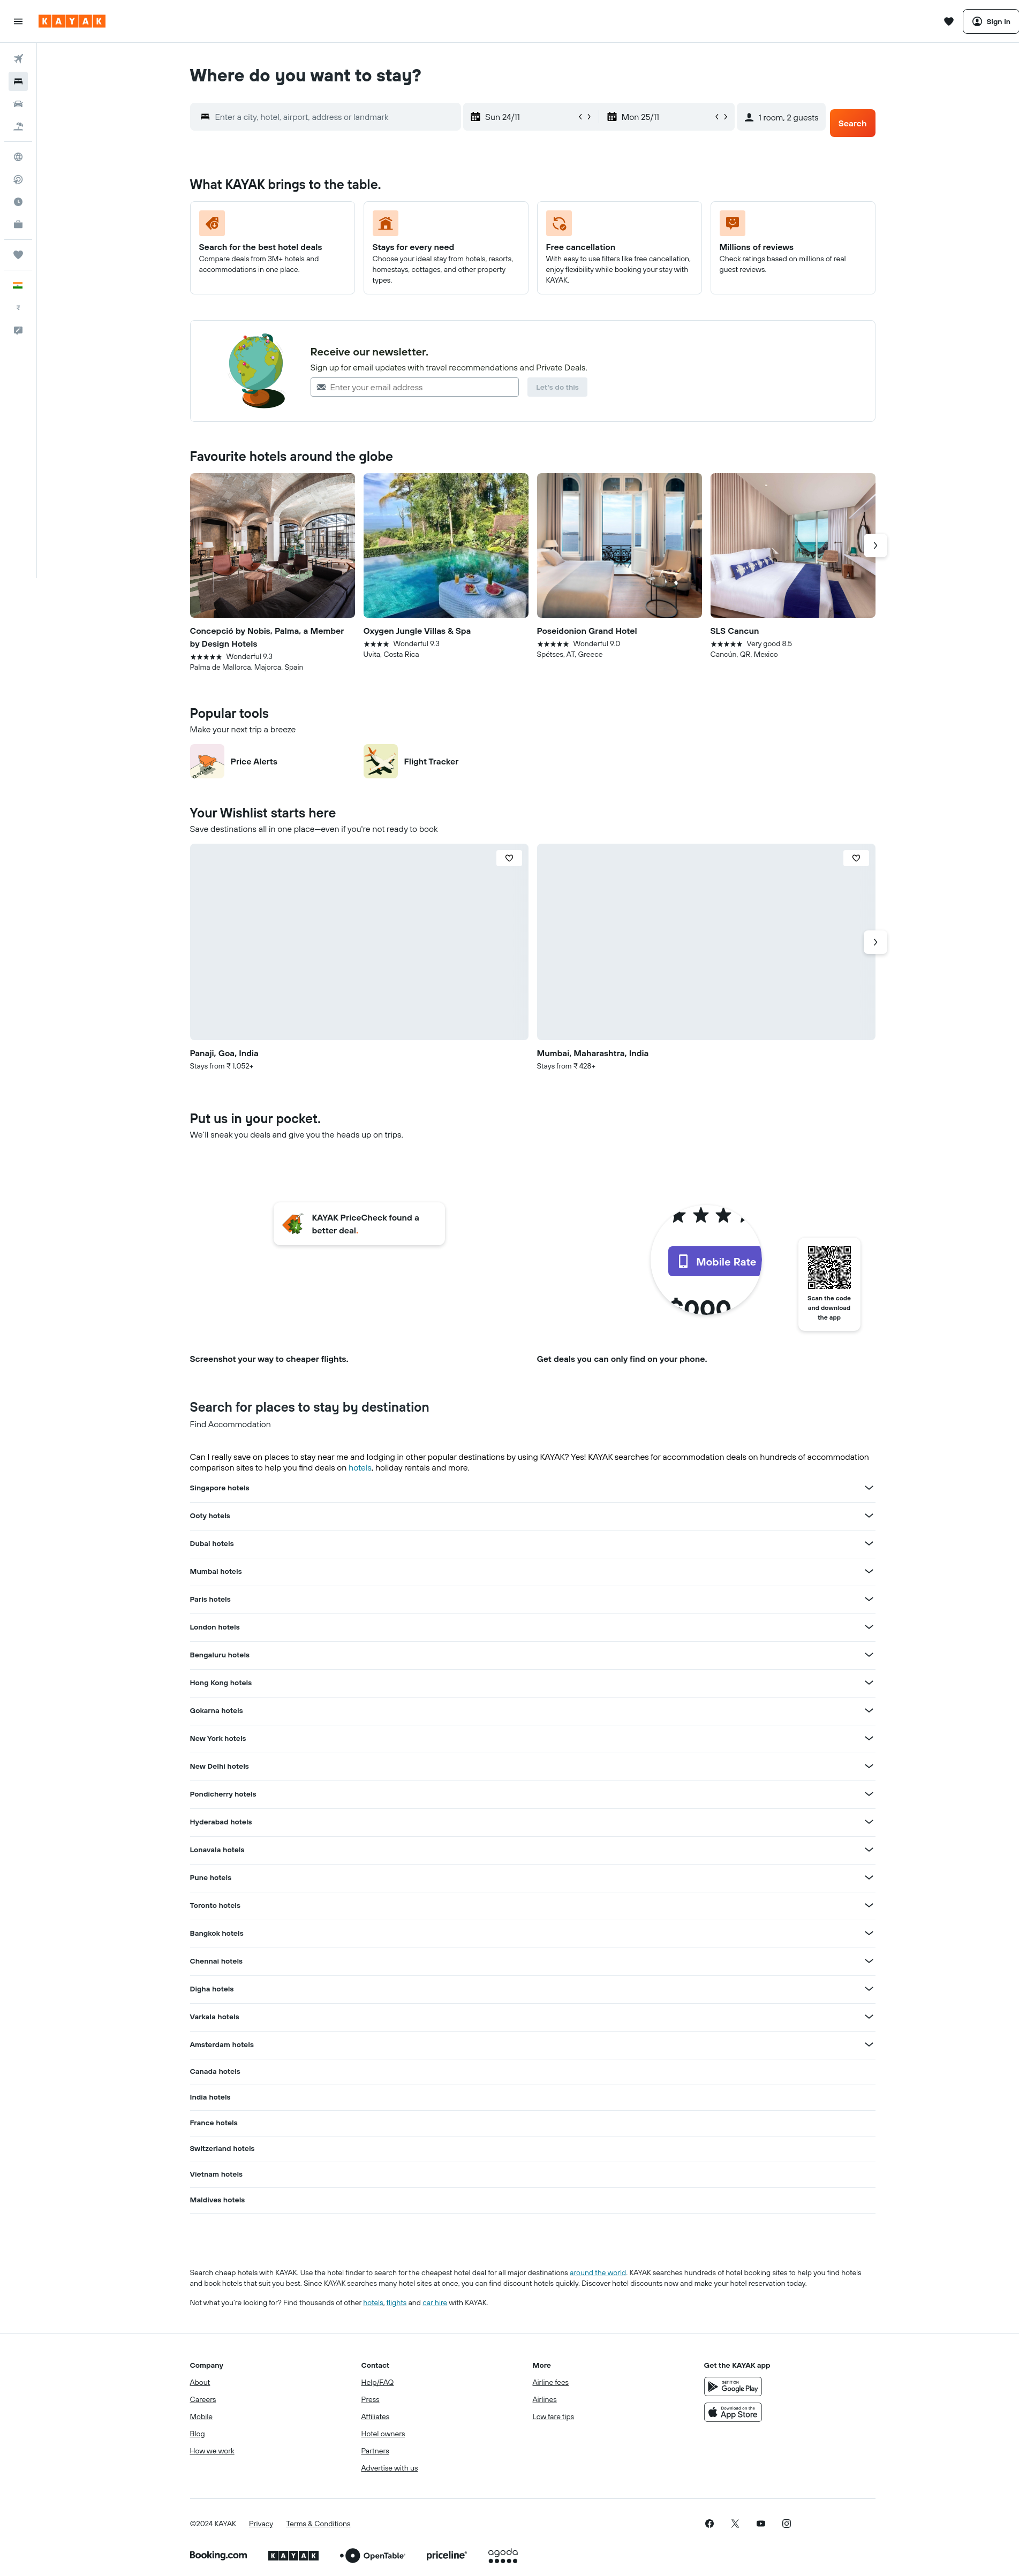 KAYAK
Sign in
Where do you want to stay?
Enter a city, hotel, airport, address or landmark
Sun 24/11
Mon 25/11
1 room, 2 guests
Search
What KAYAK brings to the table.
Search for the best hotel deals
Compare deals from 3M+ hotels and
accommodations in one place.
Stays for every need
Choose your ideal stay from hotels, resorts,
homestays, cottages, and other property
types.
Free cancellation
With easy to use filters like free cancellation,
enjoy flexibility while booking your stay with
KAYAK.
Millions of reviews
Check ratings based on millions of real
guest reviews.
Receive our newsletter.
Sign up for email updates with travel recommendations and Private Deals.
Enter your email address
Let's do this
Favourite hotels around the globe
Concepció by Nobis, Palma, a Member
by Design Hotels
★★★★★ Wonderful 9.3
Palma de Mallorca, Majorca, Spain
Oxygen Jungle Villas & Spa
★★★★ Wonderful 9.3
Uvita, Costa Rica
Poseidonion Grand Hotel
★★★★★ Wonderful 9.0
Spétses, AT, Greece
SLS Cancun
★★★★★ Very good 8.5
Cancún, QR, Mexico
Popular tools
Make your next trip a breeze
Price Alerts
Flight Tracker
Your Wishlist starts here
Save destinations all in one place—even if you're not ready to book
Panaji, Goa, India
Stays from ₹ 1,052+
Mumbai, Maharashtra, India
Stays from ₹ 428+
Put us in your pocket.
We'll sneak you deals and give you the heads up on trips.
KAYAK PriceCheck found a
better deal.
Mobile Rate
$000
Scan the code
and download
the app
Screenshot your way to cheaper flights.
Get deals you can only find on your phone.
Search for places to stay by destination
Find Accommodation
Can I really save on places to stay near me and lodging in other popular destinations by using KAYAK? Yes! KAYAK searches for accommodation deals on hundreds of accommodation
comparison sites to help you find deals on hotels, holiday rentals and more.
Singapore hotels
Ooty hotels
Dubai hotels
Mumbai hotels
Paris hotels
London hotels
Bengaluru hotels
Hong Kong hotels
Gokarna hotels
New York hotels
New Delhi hotels
Pondicherry hotels
Hyderabad hotels
Lonavala hotels
Pune hotels
Toronto hotels
Bangkok hotels
Chennai hotels
Digha hotels
Varkala hotels
Amsterdam hotels
Canada hotels
India hotels
France hotels
Switzerland hotels
Vietnam hotels
Maldives hotels
Search cheap hotels with KAYAK. Use the hotel finder to search for the cheapest hotel deal for all major destinations around the world. KAYAK searches hundreds of hotel booking sites to help you find hotels
and book hotels that suit you best. Since KAYAK searches many hotel sites at once, you can find discount hotels quickly. Discover hotel discounts now and make your hotel reservation today.
Not what you're looking for? Find thousands of other hotels, flights and car hire with KAYAK.
Company
About
Careers
Mobile
Blog
How we work
Contact
Help/FAQ
Press
Affiliates
Hotel owners
Partners
Advertise with us
More
Airline fees
Airlines
Low fare tips
Get the KAYAK app
GET IT ON
Google Play
Download on the
App Store
©2024 KAYAK
Privacy
Terms & Conditions
Booking.com
KAYAK
OpenTable
priceline
agoda